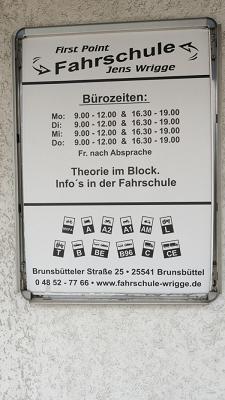 First Point
Fahrschule
Jens Wrigge
Bürozeiten:
Mo: 9.00 -12.00 & 16.30 -19.00
Di: 9.00 -12.00 & 16.30 -19.00
Mi: 9.00 -12.00 & 16.30 -19.00
Do: 9.00 -12.00 & 16.30 -19.00
Fr. nach Absprache
Theorie im Block.
Info´s in der Fahrschule
A A2 A1 AM L
T B BE B96 C CE
Brunsbütteler Straße 25 • 25541 Brunsbüttel
0 48 52 - 77 66 • www.fahrschule-wrigge.de